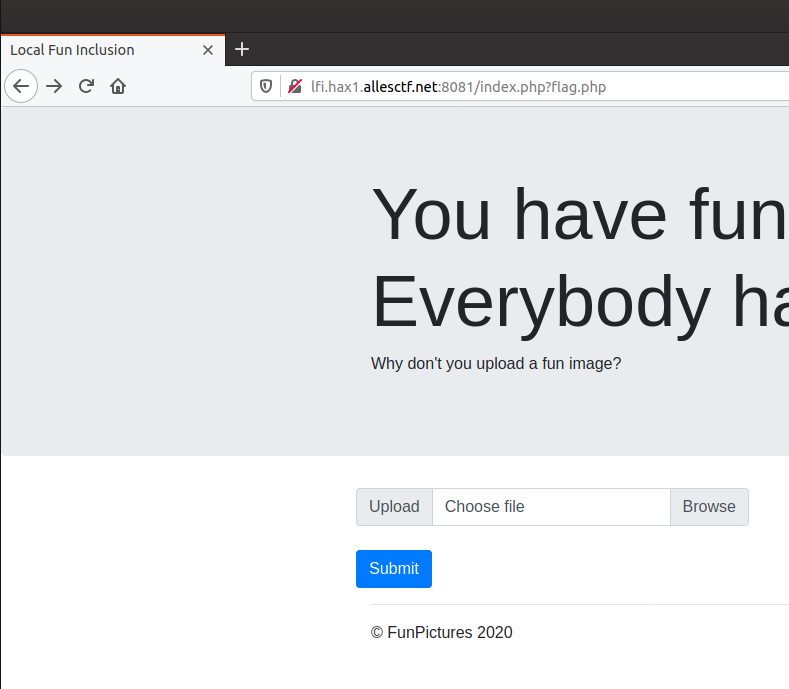 Local Fun Inclusion
lfi.hax1.allesctf.net:8081/index.php?flag.php
You have fun
Everybody ha
Why don't you upload a fun image?
Upload Choose file Browse
Submit
© FunPictures 2020